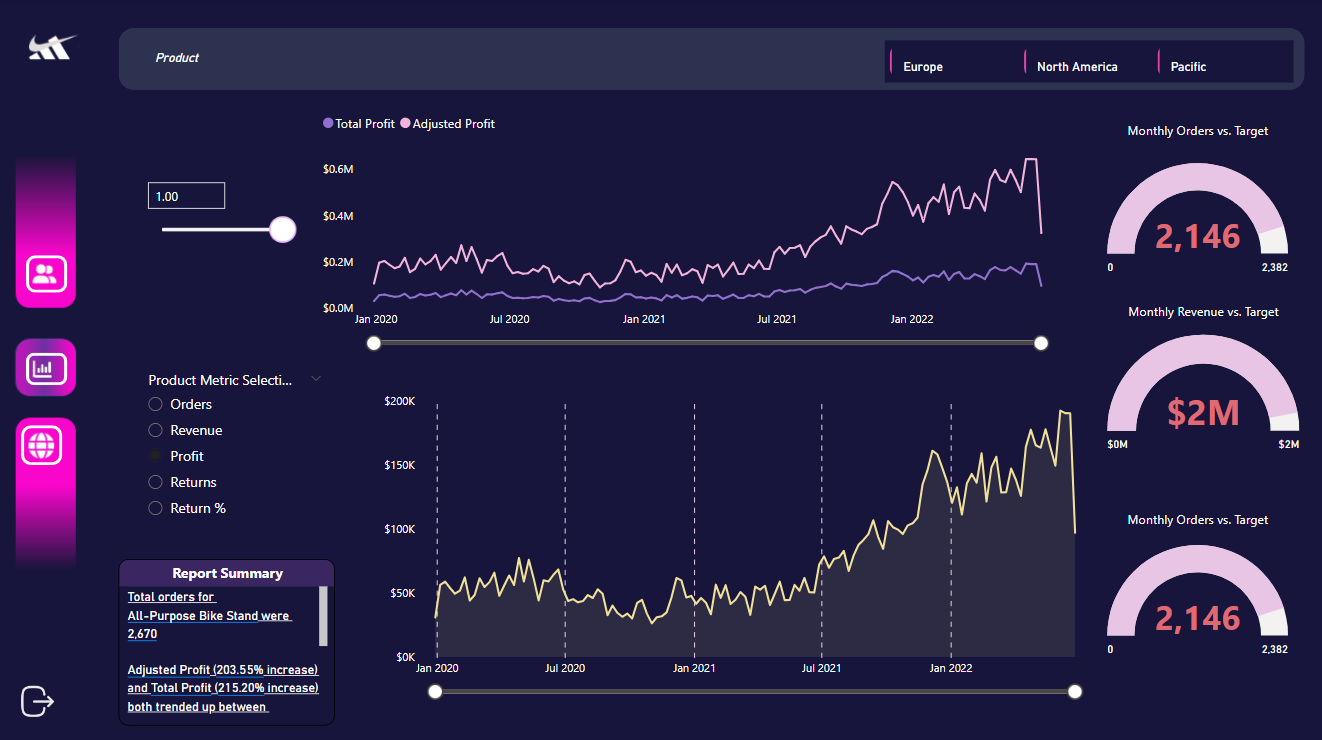 Product
Europe
North America
Pacific
Total Profit
Adjusted Profit
1.00
$0.6M
$0.4M
$0.2M
$0.0M
Jan 2020
Jul 2020
Jan 2021
Jul 2021
Jan 2022
Monthly Orders vs. Target
2,146
0
2,382
Monthly Revenue vs. Target
$2M
$0M
$2M
Monthly Orders vs. Target
2,146
0
2,382
Product Metric Selecti...
Orders
Revenue
Profit
Returns
Return %
$200K
$150K
$100K
$50K
$0K
Jan 2020
Jul 2020
Jan 2021
Jul 2021
Jan 2022
Report Summary
Total orders for
All-Purpose Bike Stand were
2,670
Adjusted Profit (203.55% increase)
and Total Profit (215.20% increase)
both trended up between